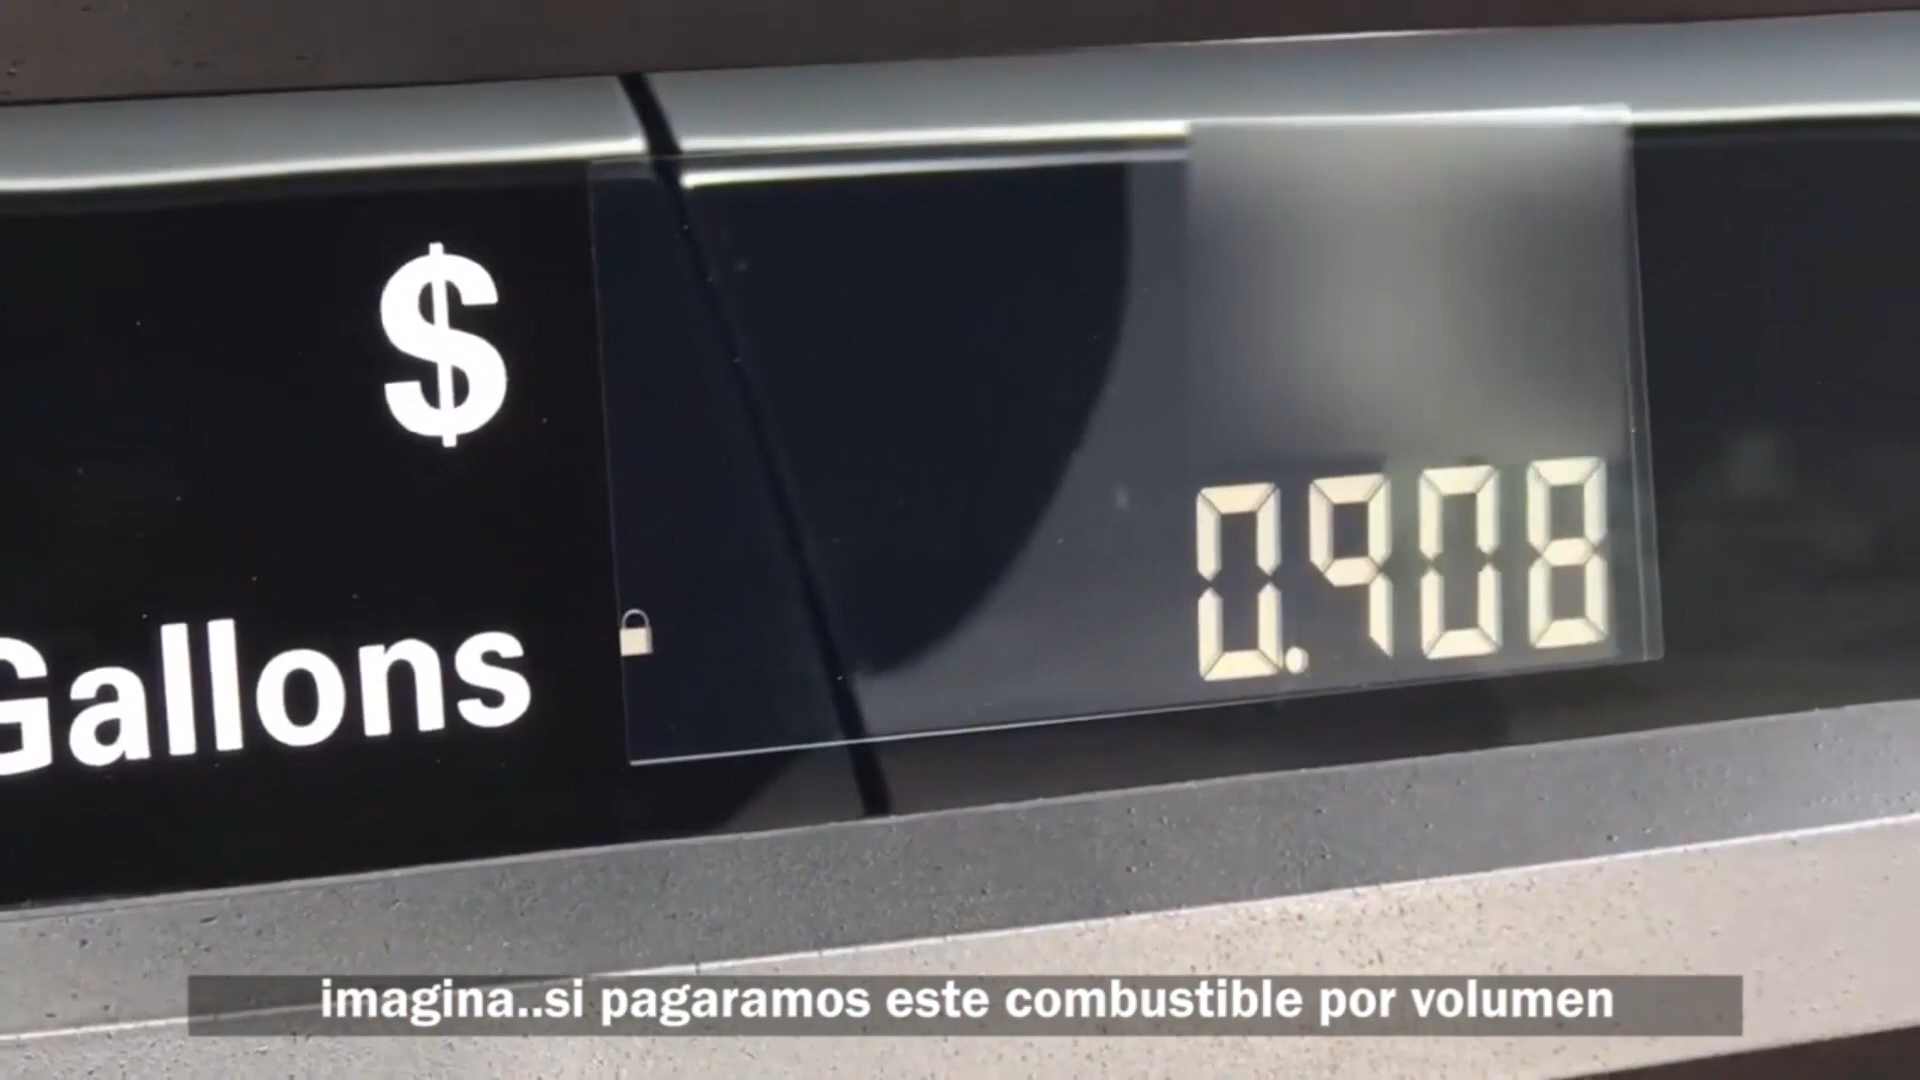 $
Gallons
0.908
imagina..si pagaramos este combustible por volumen